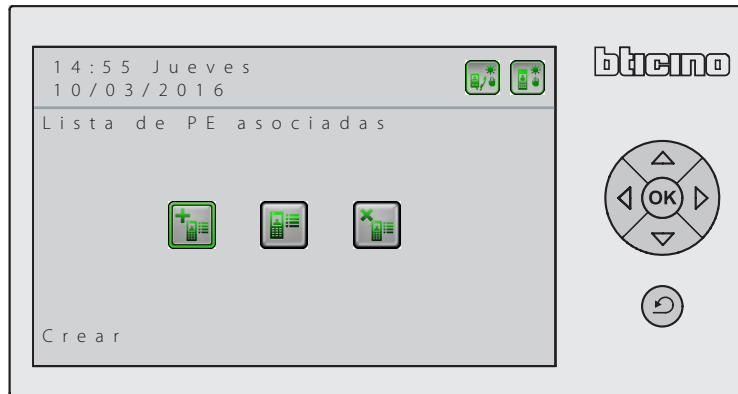 14:55 Jueves
10/03/2016
bticino
Lista de PE asociadas
OK
Crear